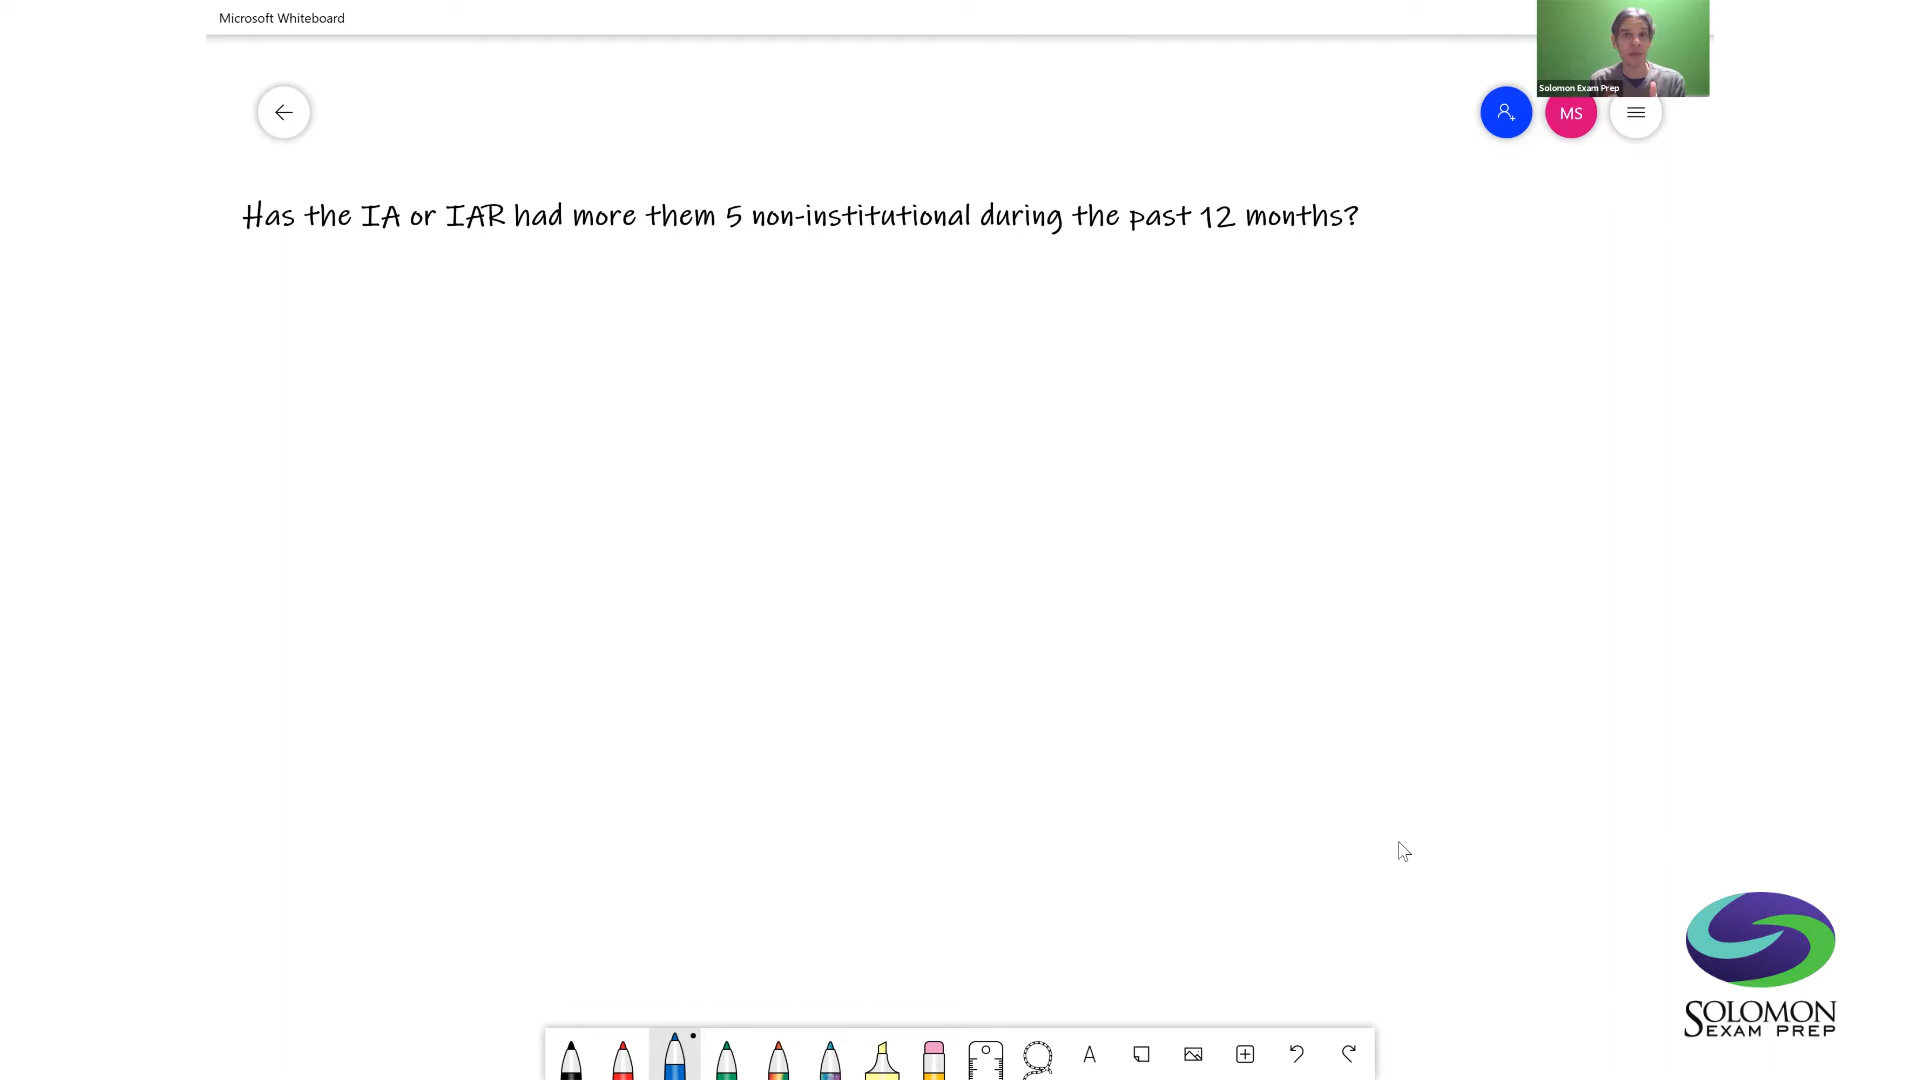 Microsoft Whiteboard
Solomon Exam Prep
MS
Has the IA or IAR had more them 5 non-institutional during the past 12 months?
A
SOLOMON
EXAM PREP